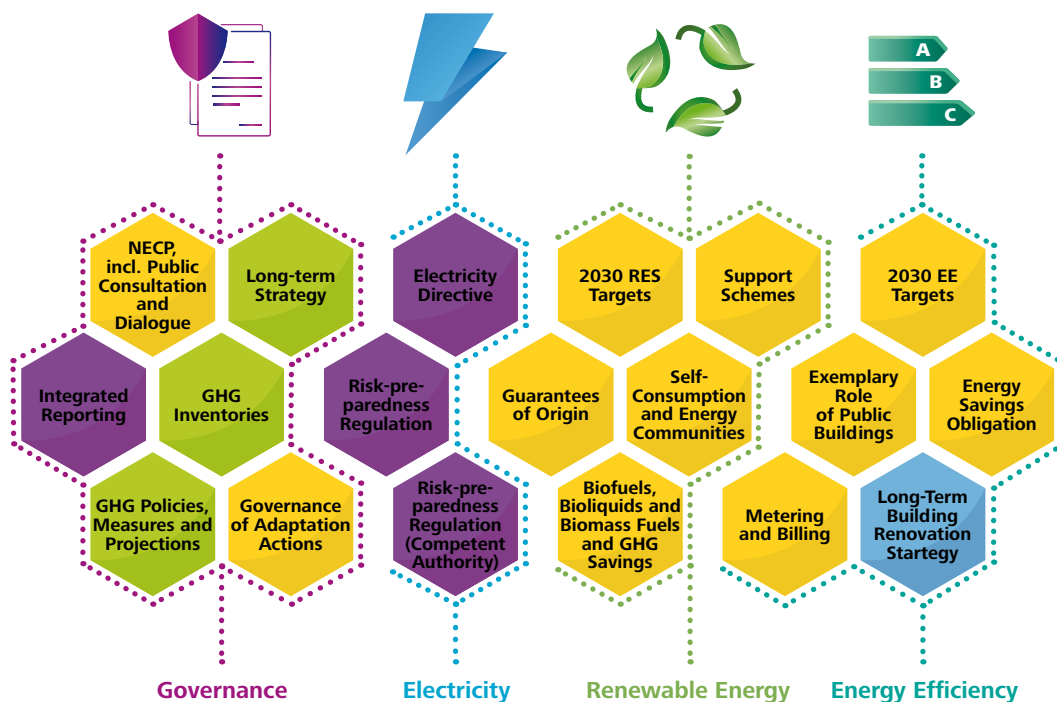 A
B
C
NECP,
incl. Public
Consultation
and
Dialogue
Long-term
Strategy
Electricity
Directive
2030 RES
Targets
Support
Schemes
2030 EE
Targets
Integrated
Reporting
GHG
Inventories
Risk-pre-
paredness
Regulation
Guarantees
of Origin
Self-
Consumption
and Energy
Communities
Exemplary
Role
of Public
Buildings
Energy
Savings
Obligation
GHG Policies,
Measures and
Projections
Governance
of Adaptation
Actions
Risk-pre-
paredness
Regulation
(Competent
Authority)
Biofuels,
Bioliquids and
Biomass Fuels
and GHG
Savings
Metering
and Billing
Long-Term
Building
Renovation
Startegy
Governance
Electricity
Renewable Energy
Energy Efficiency